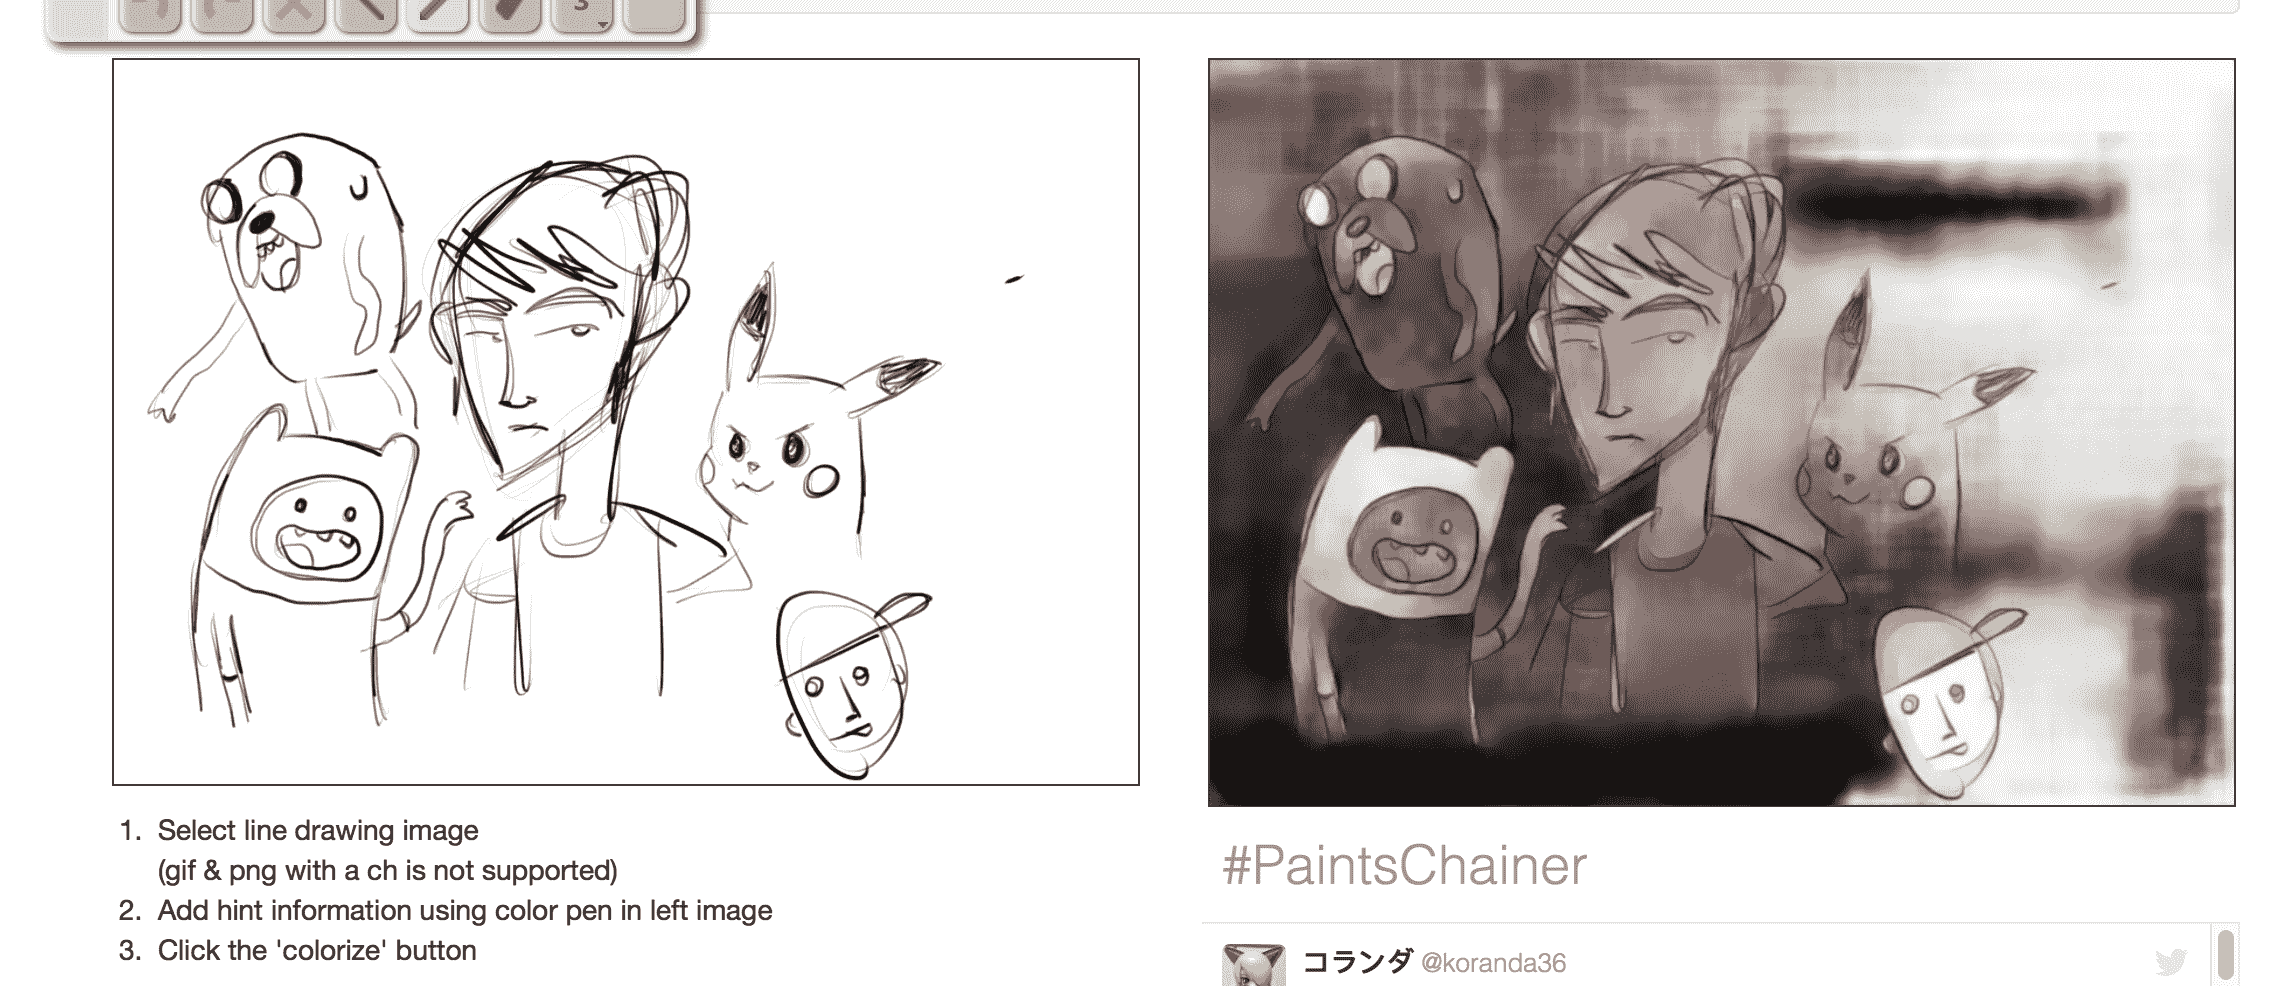 1. Select line drawing image
(gif & png with a ch is not supported)
2. Add hint information using color pen in left image
3. Click the 'colorize' button
#PaintsChainer
コランダ @koranda36